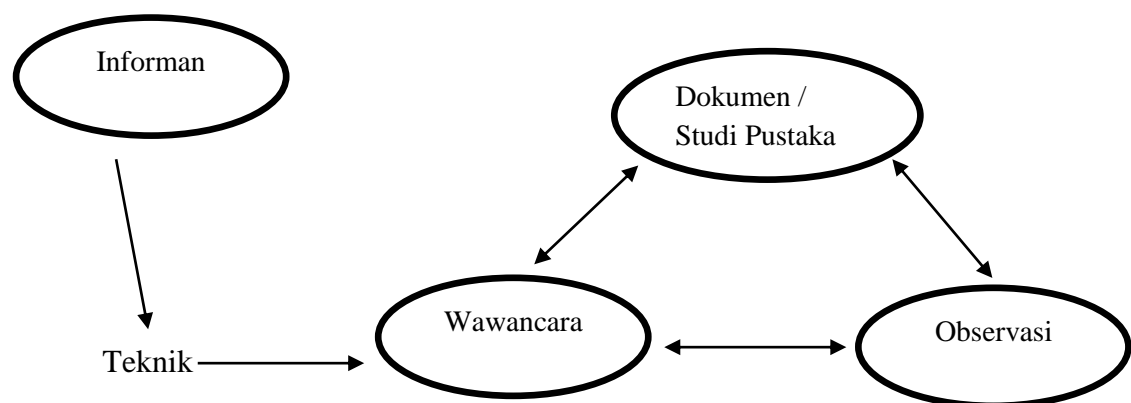 Informan
Dokumen /
Studi Pustaka
Wawancara
Observasi
Teknik